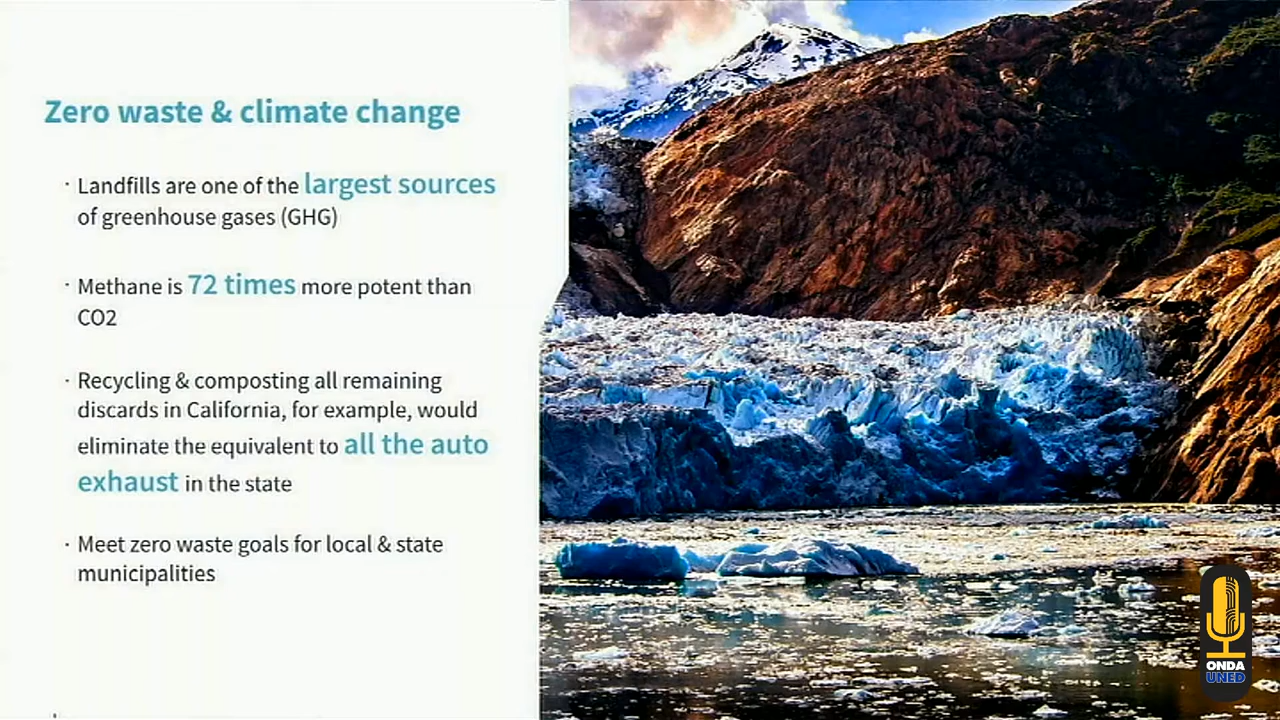 Zero waste & climate change
· Landfills are one of the largest sources
of greenhouse gases (GHG)
· Methane is 72 times more potent than
CO2
· Recycling & composting all remaining
discards in California, for example, would
eliminate the equivalent to all the auto
exhaust in the state
· Meet zero waste goals for local & state
municipalities
ONDA
UNED